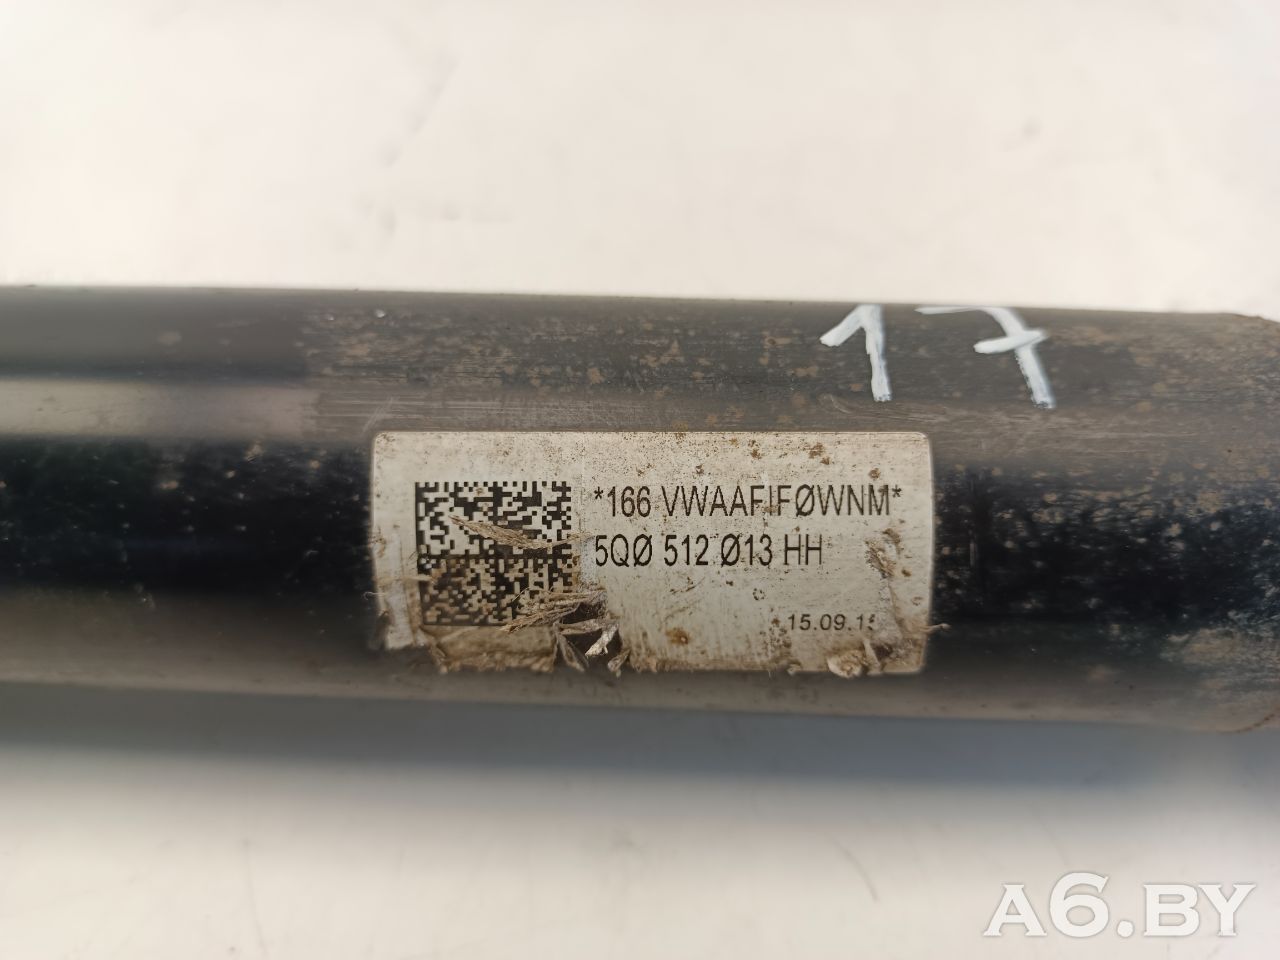 17
*166 VWAAFIFØWNM*
5QØ 512 Ø13 HH
A6.BY